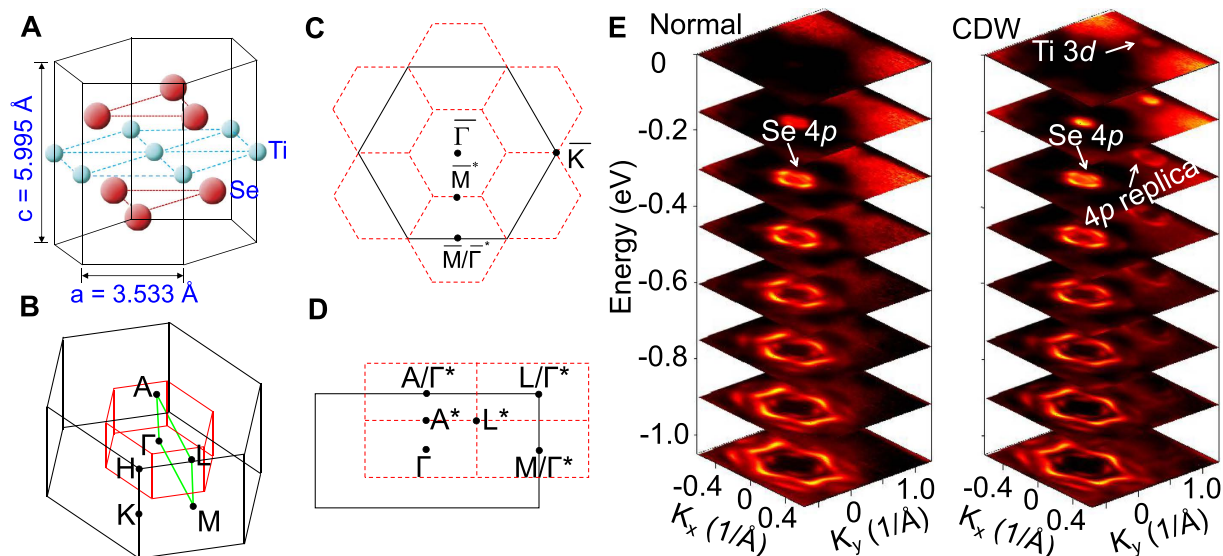 A
c = 5.995 Å
Ti
Se
a = 3.533 Å
B
A
Γ
H
L
K
M
C
Γ̅
M̅*
K̅
M̅/Γ̅*
D
A/Γ*
L/Γ*
A*
L*
Γ
M/Γ*
E
Normal
CDW
Ti 3d
Se 4p
Se 4p
4p replica
Energy (eV)
0
-0.2
-0.4
-0.6
-0.8
-1.0
-0.4
0
0.4
Kx (1/Å)
0
1.0
Ky (1/Å)
-0.4
0
0.4
Kx (1/Å)
0
1.0
Ky (1/Å)